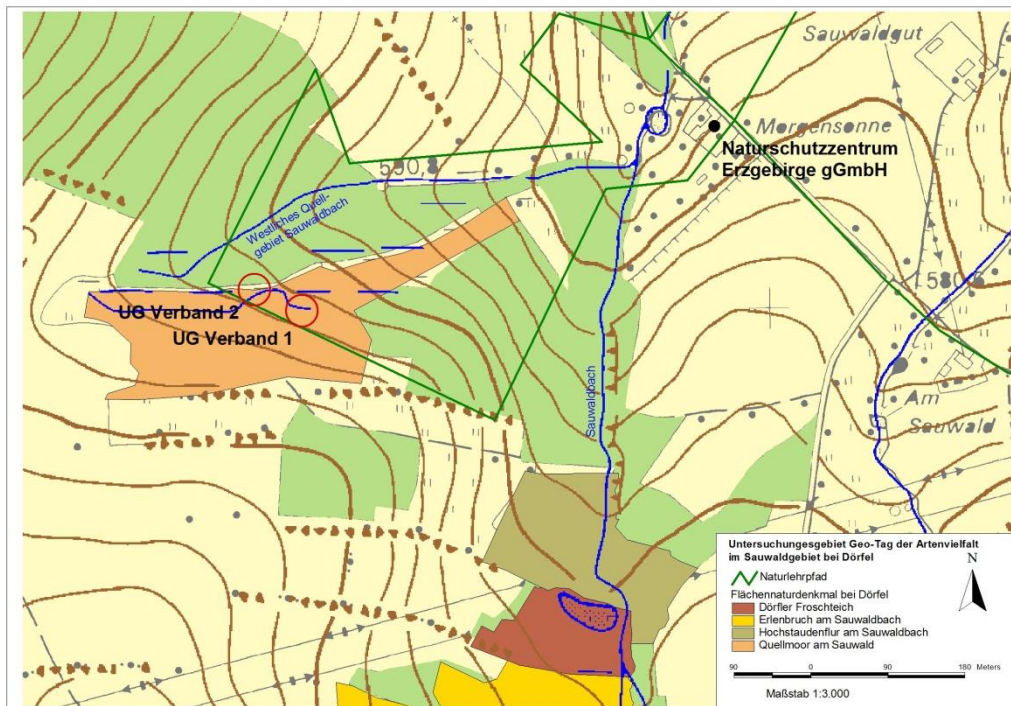 Sauwaldgut
Morgensonne
Naturschutzzentrum
Erzgebirge gGmbH
590,8
Westliches Quell-
gebiet Sauwaldbach
580,6
UG Verband 2
UG Verband 1
Sauwaldbach
Am
Sauwald
Untersuchungesgebiet Geo-Tag der Artenvielfalt
im Sauwaldgebiet bei Dörfel
N
Naturlehrpfad
Flächennaturdenkmal bei Dörfel
Dörfler Froschteich
Erlenbruch am Sauwaldbach
Hochstaudenflur am Sauwaldbach
Quellmoor am Sauwald
90 0 90 180 Meters
Maßstab 1:3.000